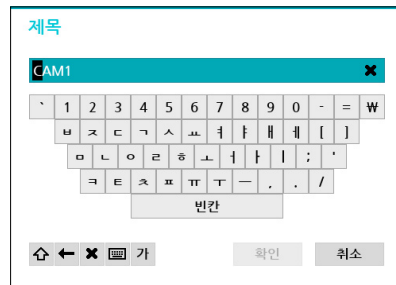 제목
CAM1
` 1 2 3 4 5 6 7 8 9 0 - = ₩
ㅂ ㅈ ㄷ ㄱ ㅅ ㅛ ㅕ ㅑ ㅐ ㅔ [ ]
ㅁ ㄴ ㅇ ㄹ ㅎ ㅗ ㅓ ㅏ ㅣ ; '
ㅋ ㅌ ㅊ ㅍ ㅠ ㅜ ㅡ , . /
빈칸
가 확인 취소